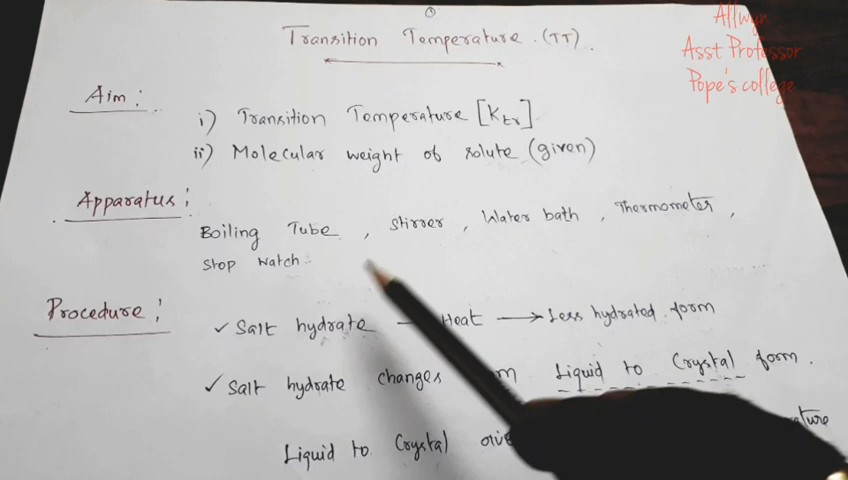 ①
Transition Temperature (TT).
Allwyn
Asst Professor
Pope's college
Aim:
i) Transition Temperature [Ktr]
ii) Molecular weight of solute (given)
Apparatus:
Boiling Tube, Stirrer, Water bath, Thermometer,
Stop Watch.
Procedure:
✓ Salt hydrate → Heat → Less hydrated form
✓ Salt hydrate changes Liquid to Crystal form.
Liquid to Crystal